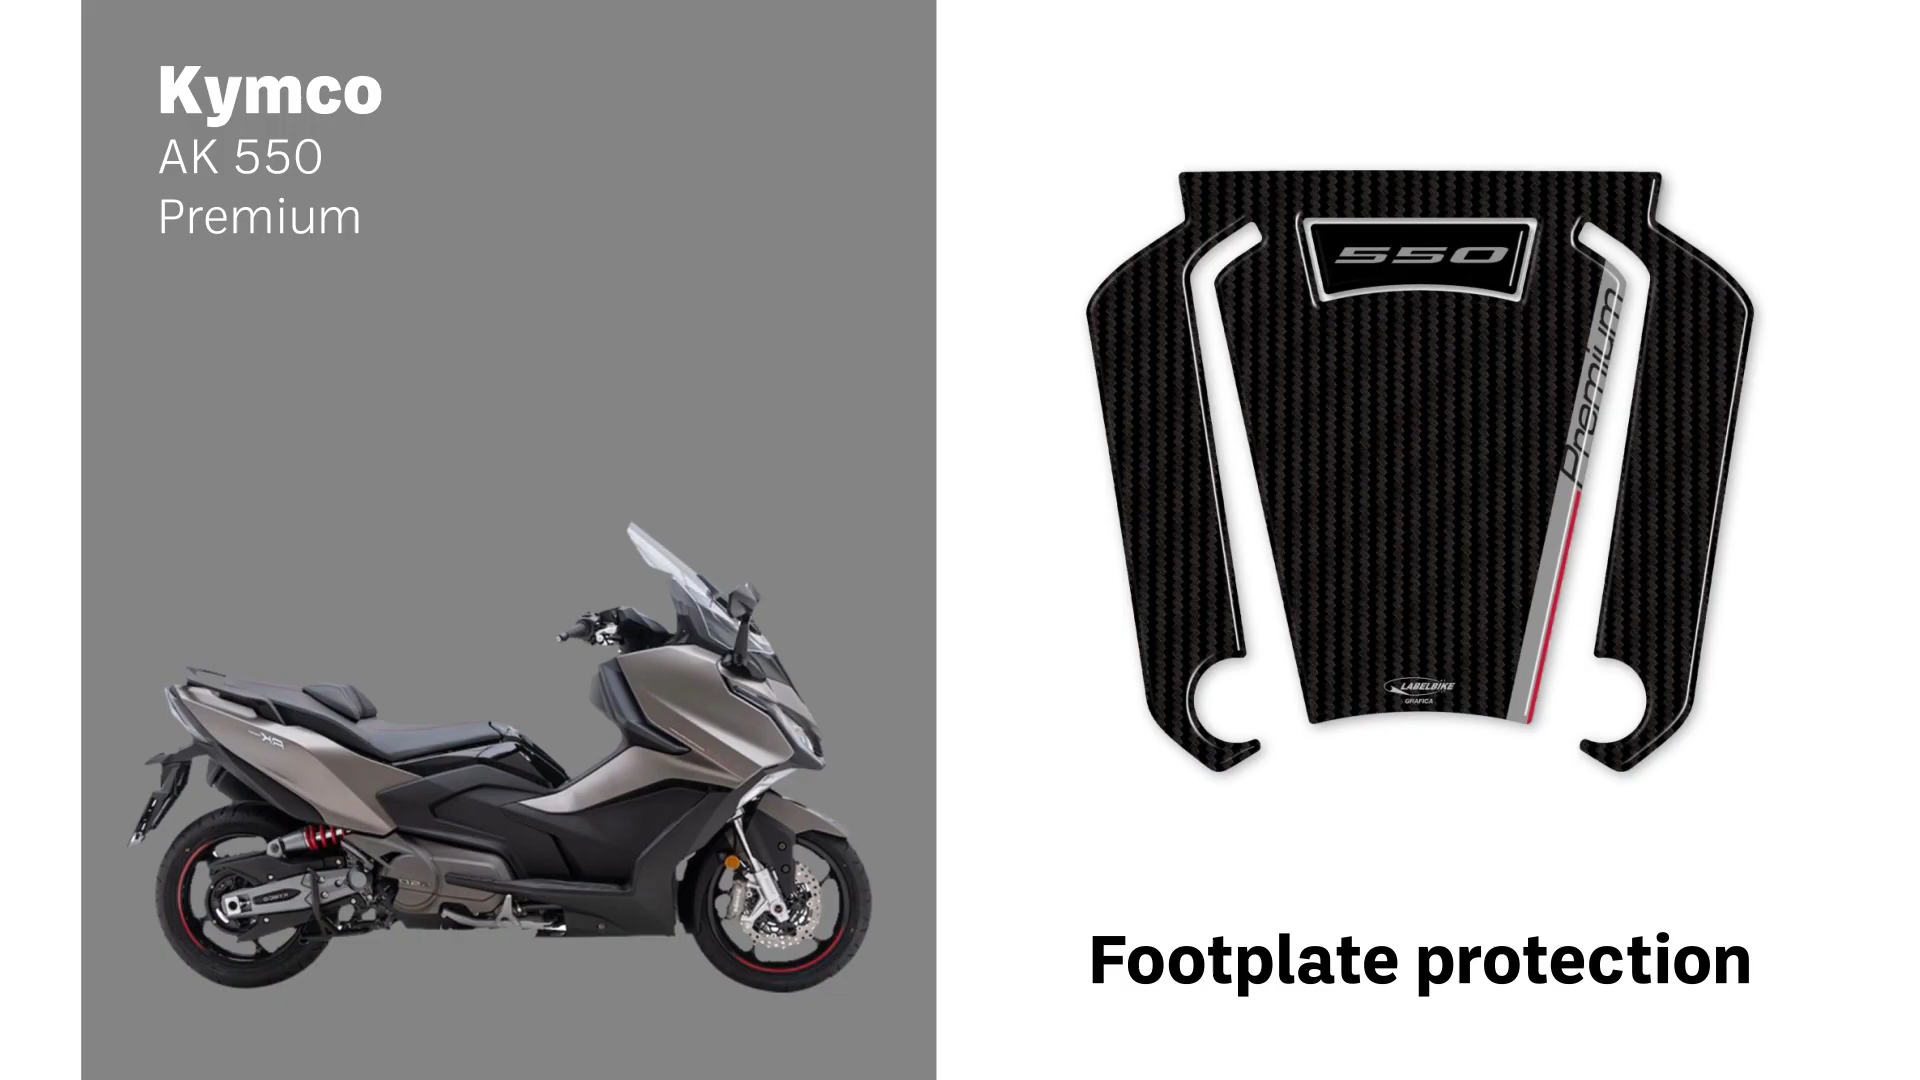 Kymco
AK 550
Premium
550
Premium
LABELBIKE
GRAFICA
Footplate protection